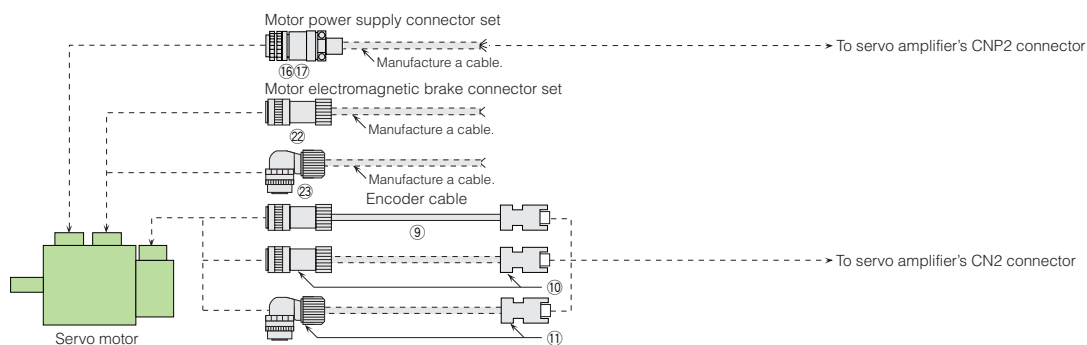 Motor power supply connector set
To servo amplifier's CNP2 connector
Manufacture a cable.
⑯⑰
Motor electromagnetic brake connector set
Manufacture a cable.
㉒
Manufacture a cable.
㉓
Encoder cable
⑨
To servo amplifier's CN2 connector
⑩
⑪
Servo motor